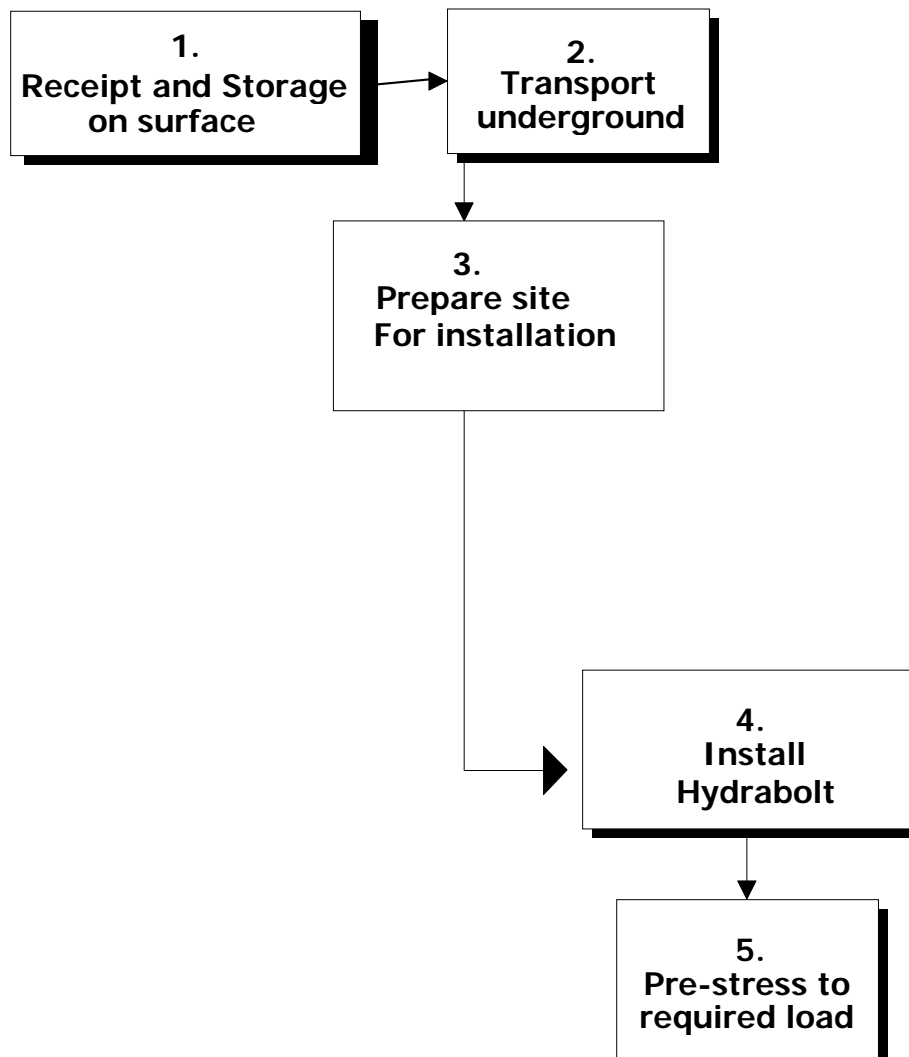 1.
Receipt and Storage
on surface
2.
Transport
underground
3.
Prepare site
For installation
4.
Install
Hydrabolt
5.
Pre-stress to
required load